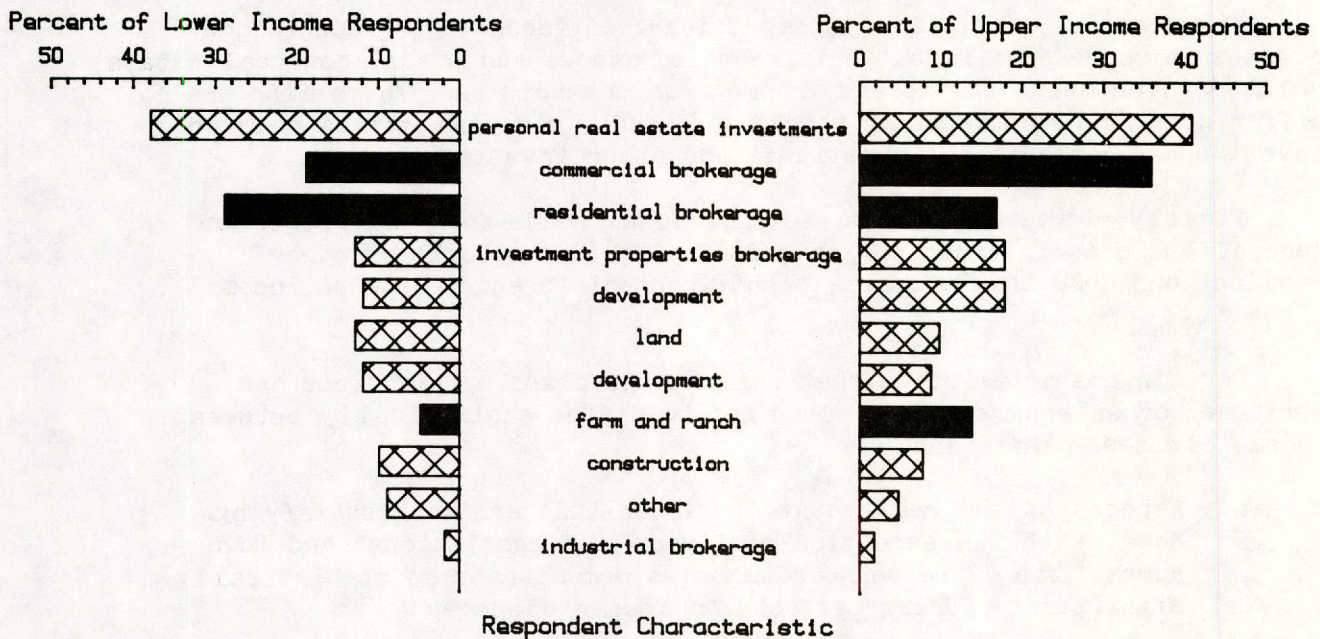 Percent of Lower Income Respondents
Percent of Upper Income Respondents
50 30 20 10 0
0 10 20 30 40 50
personal real estate investments
commercial brokerage
residential brokerage
investment properties brokerage
development
land
development
farm and ranch
construction
other
industrial brokerage
Respondent Characteristic